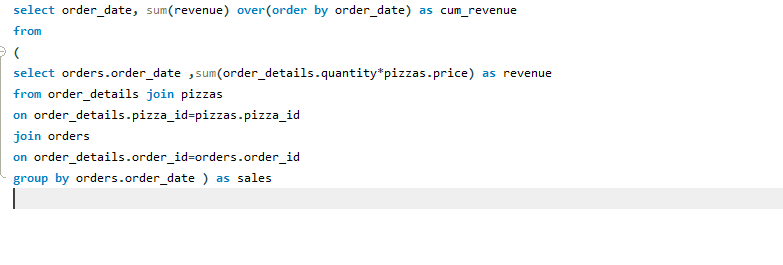 select order_date, sum(revenue) over(order by order_date) as cum_revenue
from
(
select orders.order_date ,sum(order_details.quantity*pizzas.price) as revenue
from order_details join pizzas
on order_details.pizza_id=pizzas.pizza_id
join orders
on order_details.order_id=orders.order_id
group by orders.order_date ) as sales